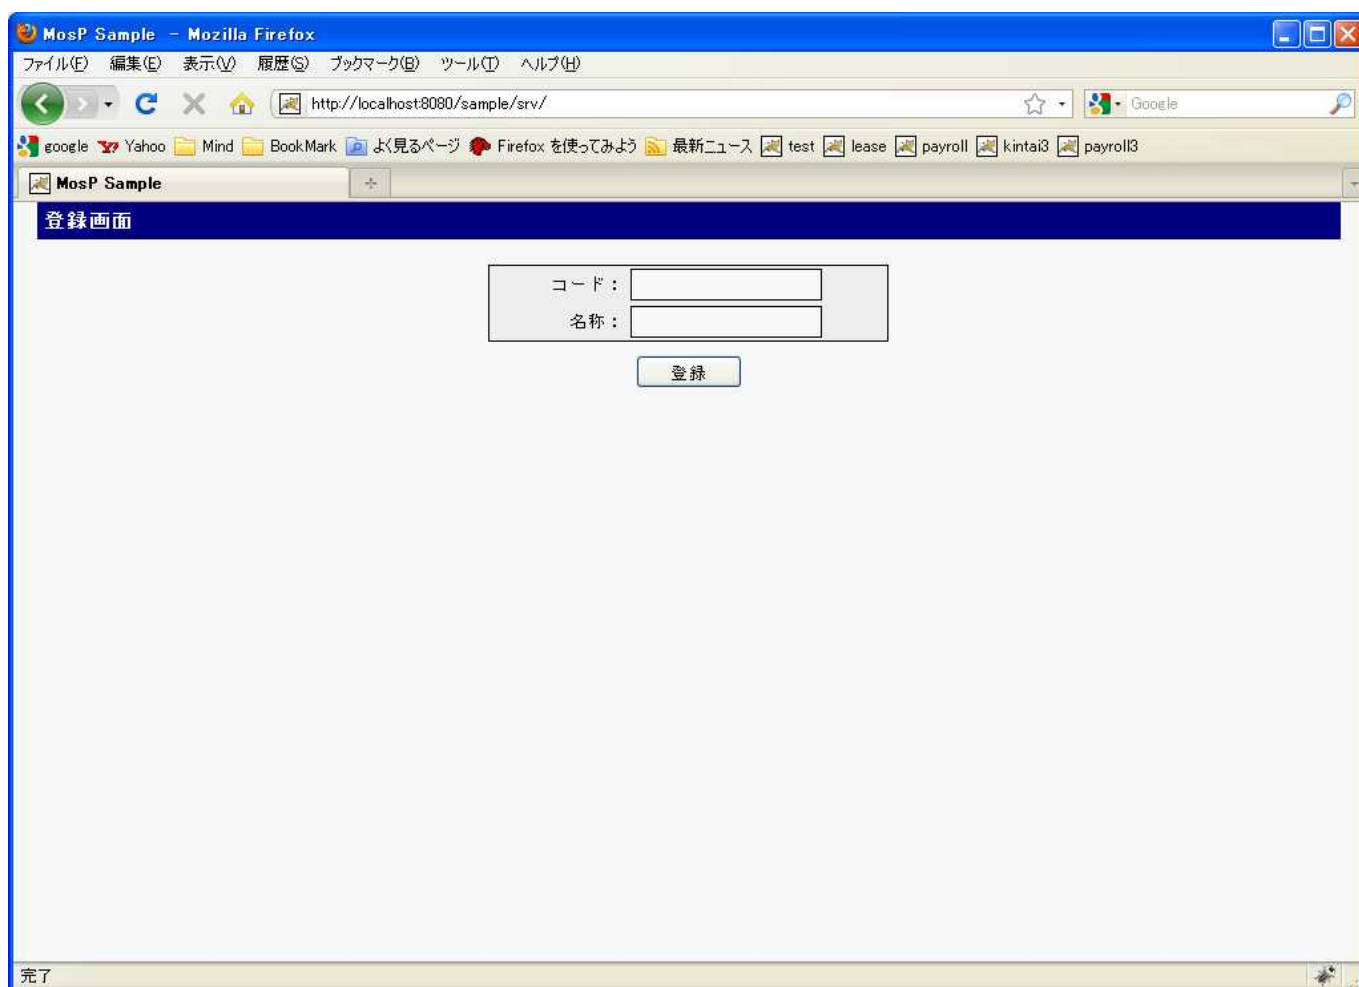 MosP Sample - Mozilla Firefox
ファイル(F) 編集(E) 表示(V) 履歴(S) ブックマーク(B) ツール(T) ヘルプ(H)
http://localhost:8080/sample/srv/ Google
google Yahoo Mind BookMark よく見るページ Firefox を使ってみよう 最新ニュース test lease payroll kintai3 payroll3
MosP Sample
登録画面
コード：
名称：
登録
完了